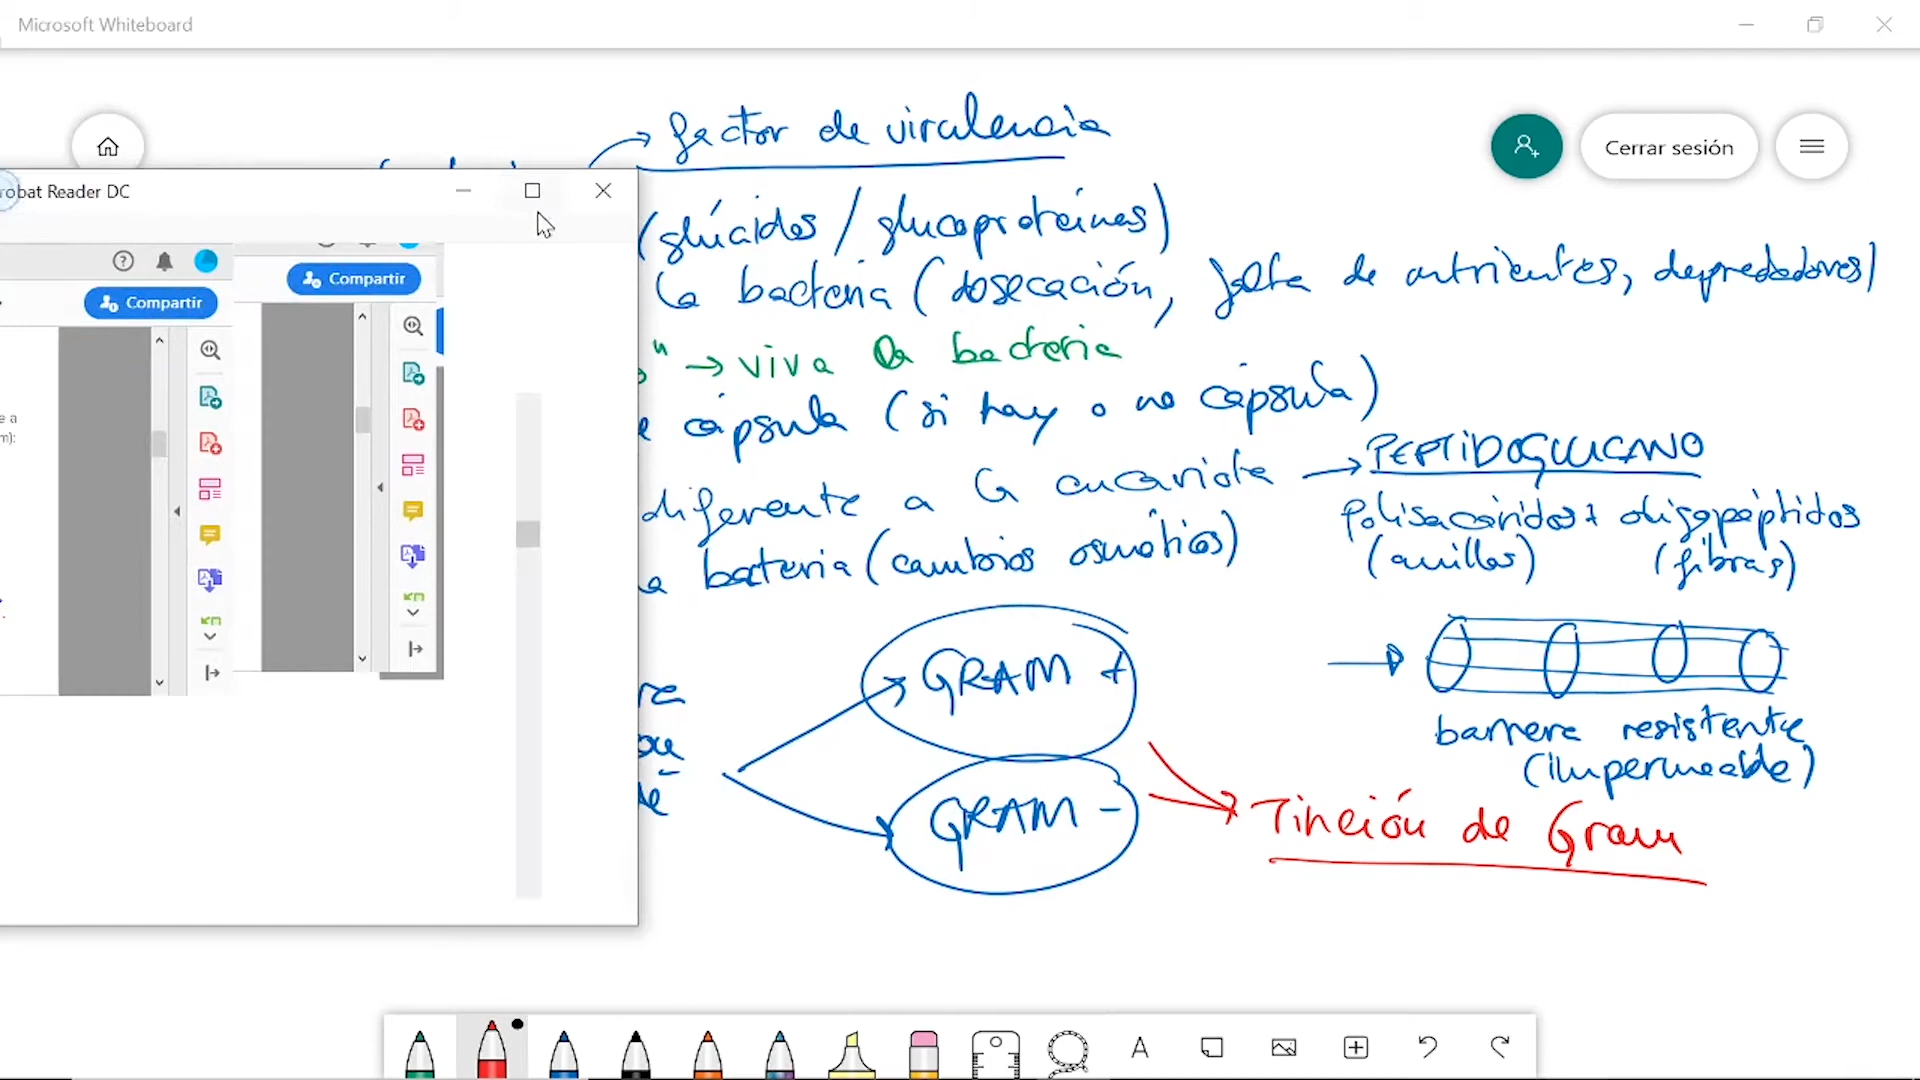 Microsoft Whiteboard
factor de virulencia
Cerrar sesión
robat Reader DC
(glúcidos / glucoproteínas)
Compartir
Compartir
la bacteria (desecación, falta de nutrientes, depredadores)
→ viva la bacteria
e cápsula (si hay o no cápsula)
e a
m):
diferente a la eucariota → PEPTIDOGLUCANO
polisacáridos + oligopéptidos
(anillos) (fibras)
a bacteria (cambios osmóticos)
GRAM +
barrera resistente
(impermeable)
GRAM -
Tinción de Gram